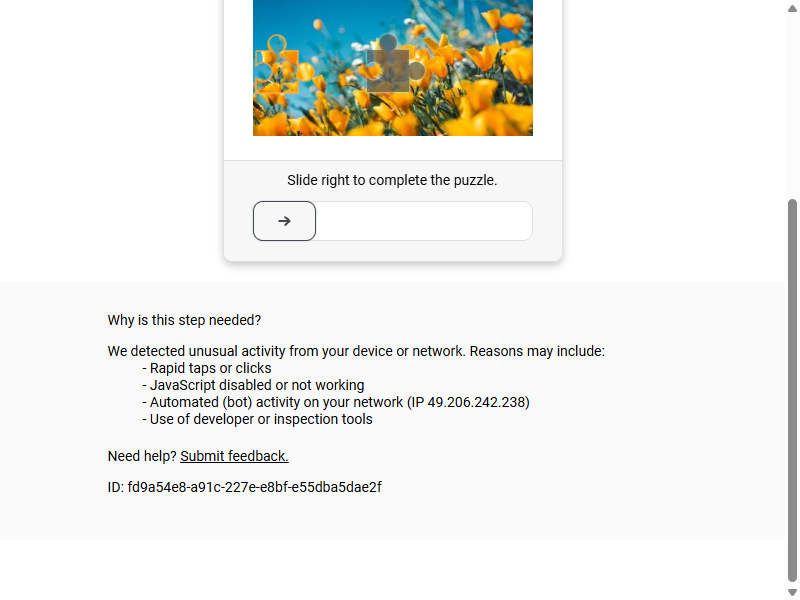 Slide right to complete the puzzle.
Why is this step needed?
We detected unusual activity from your device or network. Reasons may include:
- Rapid taps or clicks
- JavaScript disabled or not working
- Automated (bot) activity on your network (IP 49.206.242.238)
- Use of developer or inspection tools
Need help? Submit feedback.
ID: fd9a54e8-a91c-227e-e8bf-e55dba5dae2f